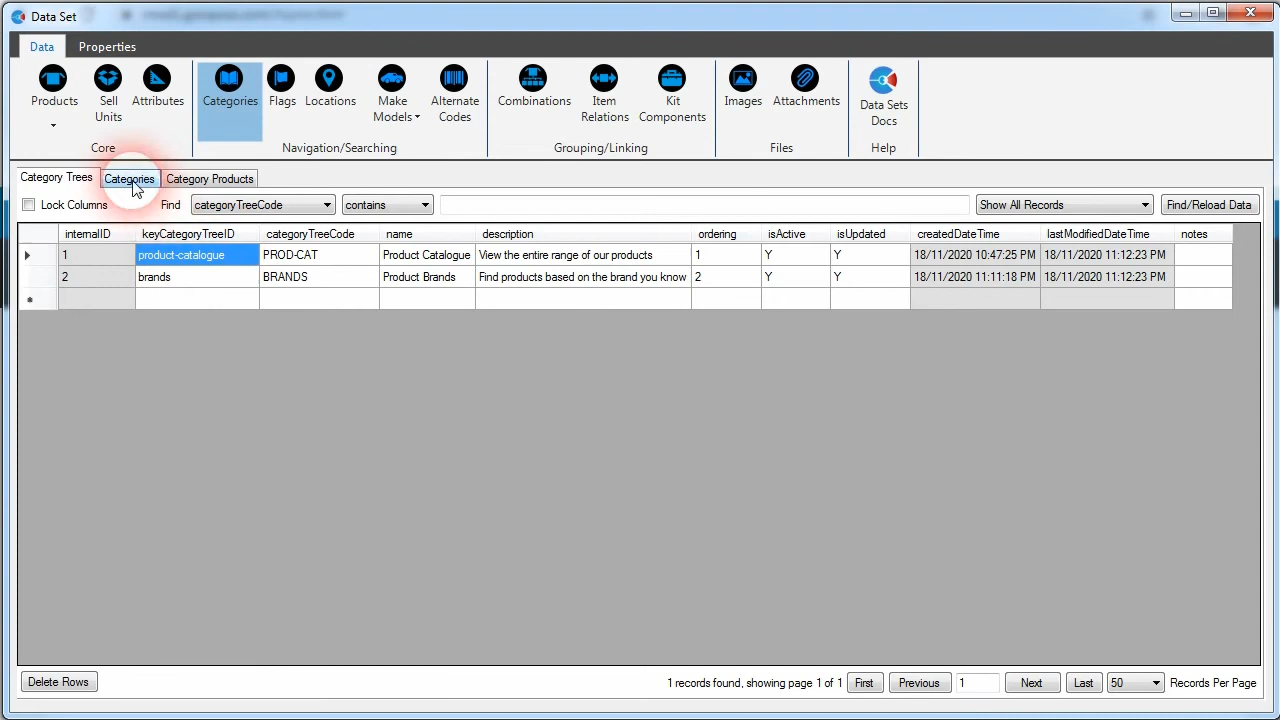 Data Set
Data Properties
Products Sell Units Attributes Categories Flags Locations Make Models Alternate Codes Combinations Item Relations Kit Components Images Attachments Data Sets Docs
Core Navigation/Searching Grouping/Linking Files Help
Category Trees Categories Category Products
Lock Columns Find categoryTreeCode contains Show All Records Find/Reload Data
internalID keyCategoryTreeID categoryTreeCode name description ordering isActive isUpdated createdDateTime lastModifiedDateTime notes
1 product-catalogue PROD-CAT Product Catalogue View the entire range of our products 1 Y Y 18/11/2020 10:47:25 PM 18/11/2020 11:12:23 PM
2 brands BRANDS Product Brands Find products based on the brand you know 2 Y Y 18/11/2020 11:11:18 PM 18/11/2020 11:12:23 PM
Delete Rows 1 records found, showing page 1 of 1 First Previous 1 Next Last 50 Records Per Page